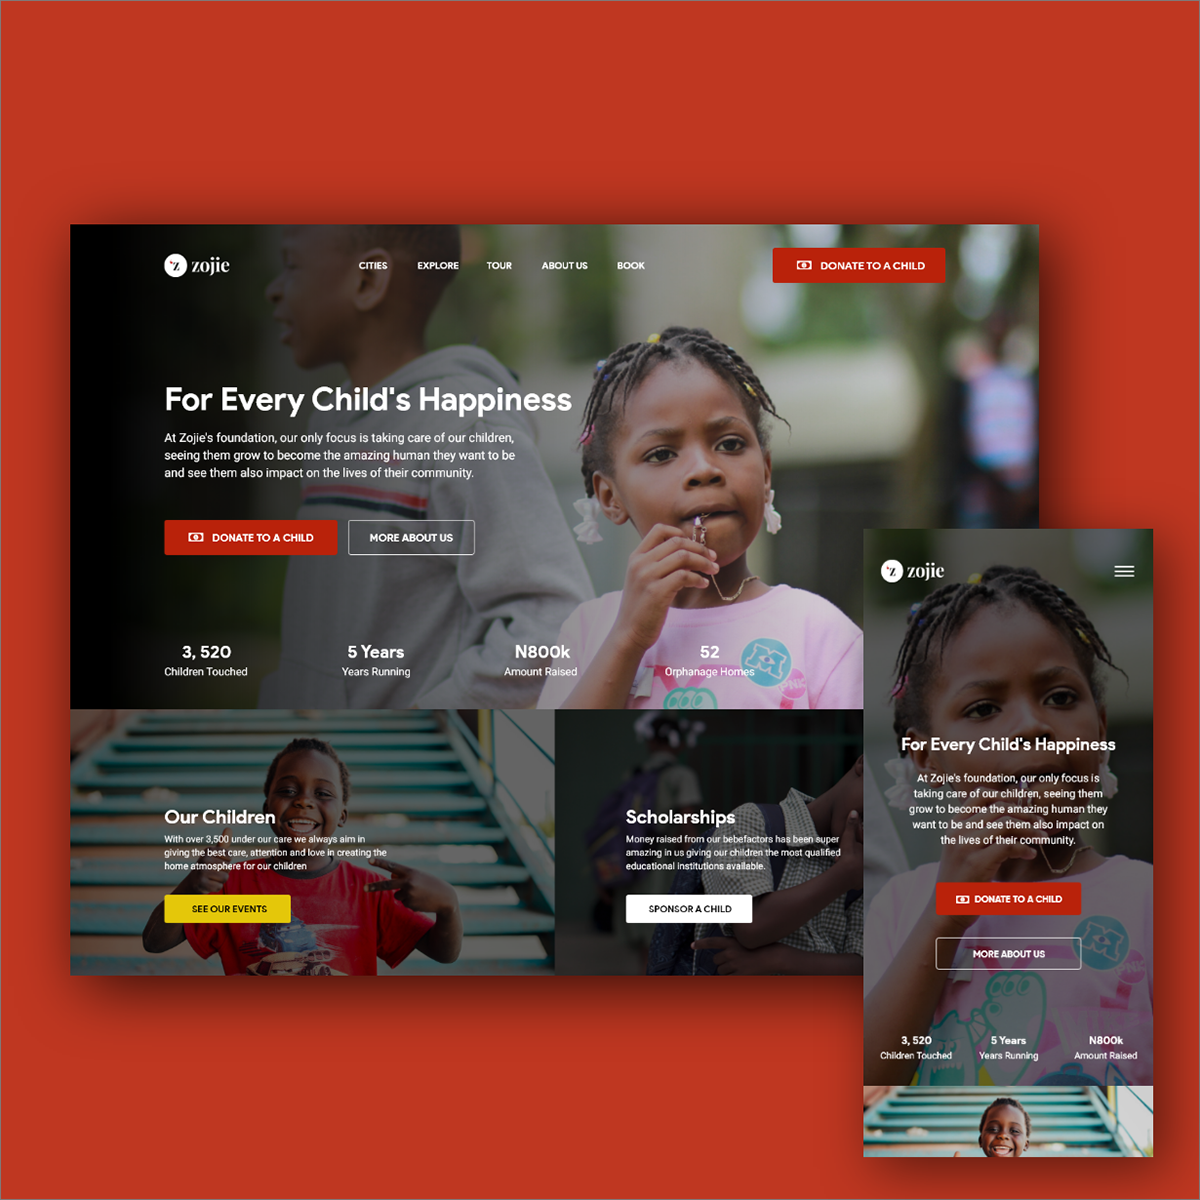 zojie
CITIES EXPLORE TOUR ABOUT US BOOK
DONATE TO A CHILD
For Every Child's Happiness
At Zojie's foundation, our only focus is taking care of our children,
seeing them grow to become the amazing human they want to be
and see them also impact on the lives of their community.
DONATE TO A CHILD
MORE ABOUT US
3, 520
Children Touched
5 Years
Years Running
N800k
Amount Raised
52
Orphanage Homes
Our Children
With over 3,500 under our care we always aim in
giving the best care, attention and love in creating the
home atmosphere for our children
SEE OUR EVENTS
Scholarships
Money raised from our bebefactors has been super
amazing in us giving our children the most qualified
educational institutions available.
SPONSOR A CHILD
zojie
For Every Child's Happiness
At Zojie's foundation, our only focus is
taking care of our children, seeing them
grow to become the amazing human they
want to be and see them also impact on
the lives of their community.
DONATE TO A CHILD
MORE ABOUT US
3, 520
Children Touched
5 Years
Years Running
N800k
Amount Raised